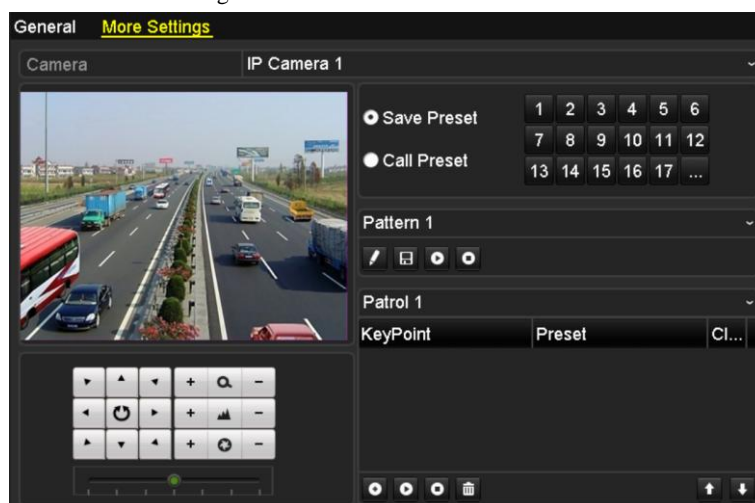 General More Settings
Camera IP Camera 1
Save Preset
Call Preset
1 2 3 4 5 6
7 8 9 10 11 12
13 14 15 16 17 ...
Pattern 1
Patrol 1
KeyPoint Preset Cl...
+ -
+ -
+ -